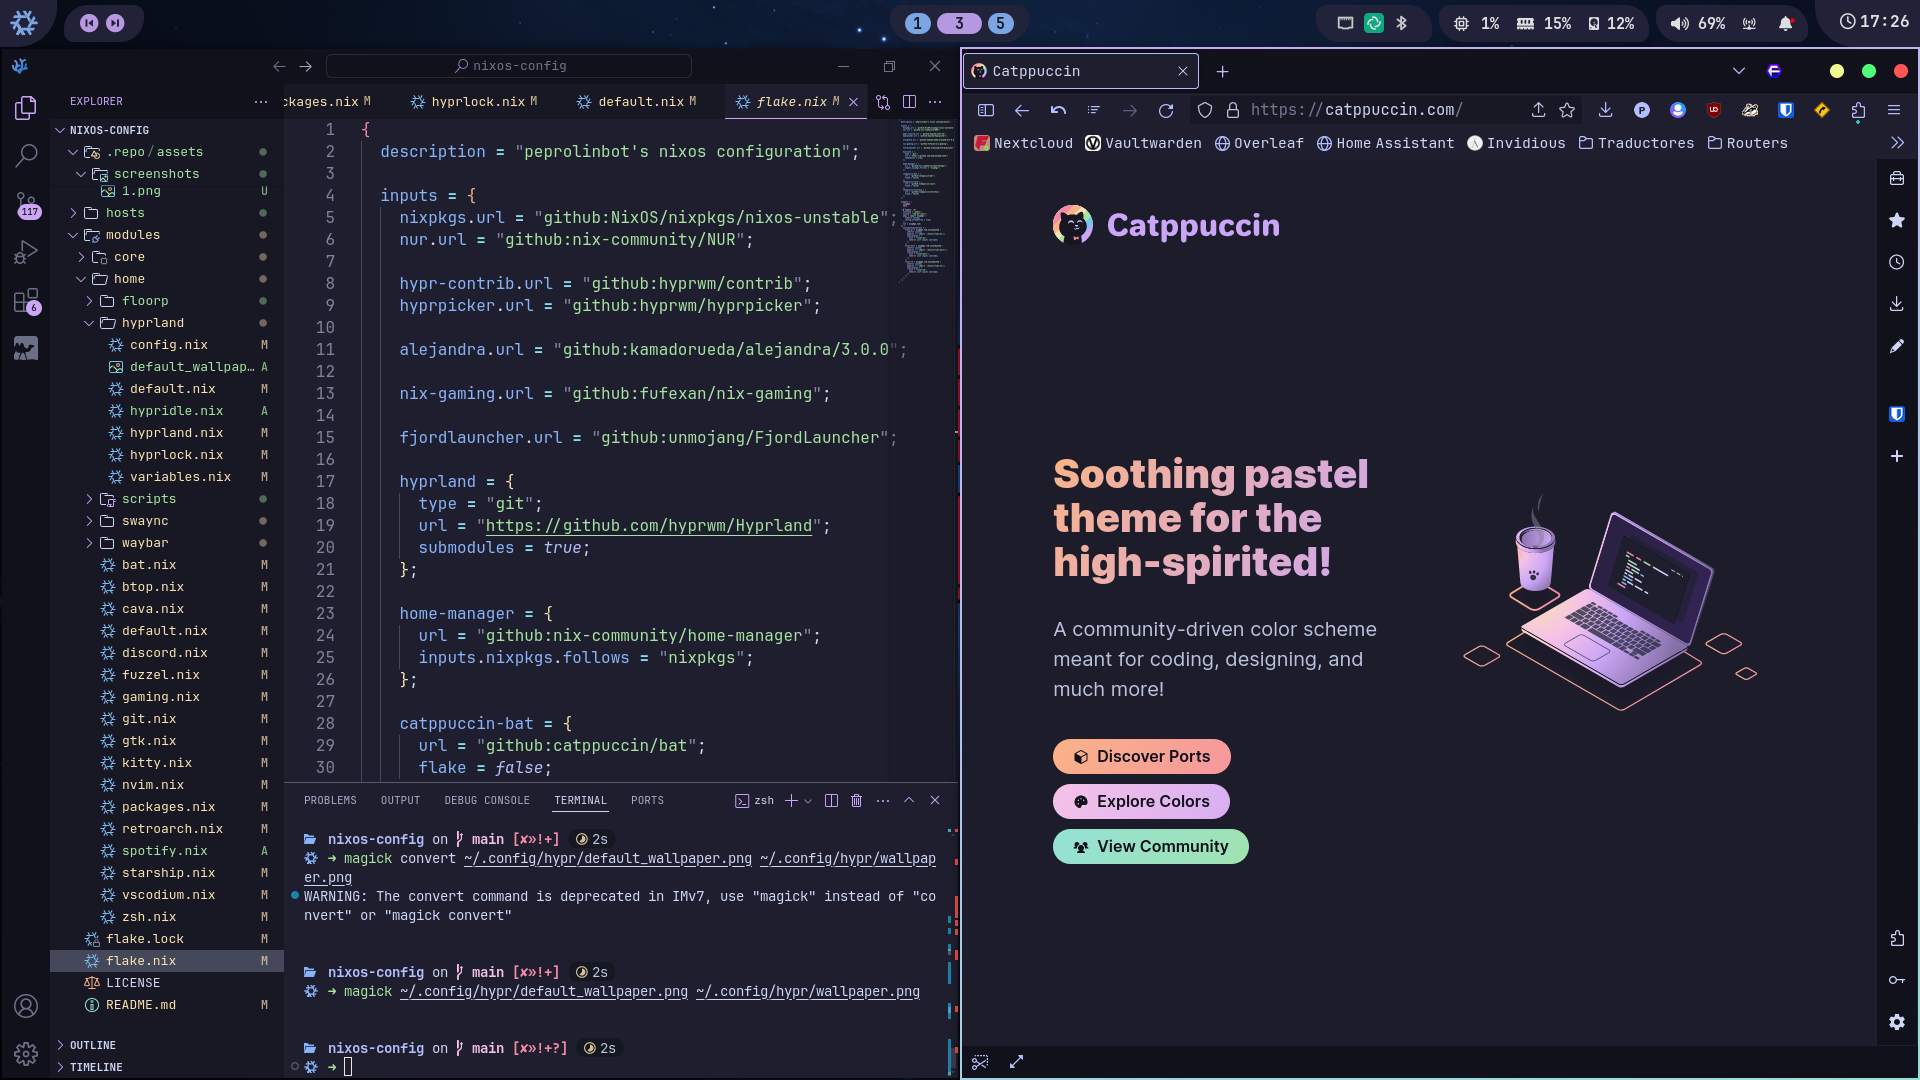 1 3 5
1% 15% 12% 69% 17:26
nixos-config
EXPLORER
NIXOS-CONFIG
.repo/assets
screenshots
1.png U
hosts
modules
core
home
floorp
hyprland
config.nix M
default_wallpap... A
default.nix M
hypridle.nix A
hyprland.nix M
hyprlock.nix M
variables.nix M
scripts
swaync
waybar
bat.nix M
btop.nix M
cava.nix M
default.nix M
discord.nix M
fuzzel.nix M
gaming.nix M
git.nix M
gtk.nix M
kitty.nix M
nvim.nix M
packages.nix M
retroarch.nix M
spotify.nix A
starship.nix M
vscodium.nix M
zsh.nix M
flake.lock M
flake.nix M
LICENSE
README.md M
OUTLINE
TIMELINE
117
6
ckages.nix M hyprlock.nix M default.nix M flake.nix M
1 {
2 description = "peprolinbot's nixos configuration";
3
4 inputs = {
5 nixpkgs.url = "github:NixOS/nixpkgs/nixos-unstable";
6 nur.url = "github:nix-community/NUR";
7
8 hypr-contrib.url = "github:hyprwm/contrib";
9 hyprpicker.url = "github:hyprwm/hyprpicker";
10
11 alejandra.url = "github:kamadorueda/alejandra/3.0.0";
12
13 nix-gaming.url = "github:fufexan/nix-gaming";
14
15 fjordlauncher.url = "github:unmojang/FjordLauncher";
16
17 hyprland = {
18 type = "git";
19 url = "https://github.com/hyprwm/Hyprland";
20 submodules = true;
21 };
22
23 home-manager = {
24 url = "github:nix-community/home-manager";
25 inputs.nixpkgs.follows = "nixpkgs";
26 };
27
28 catppuccin-bat = {
29 url = "github:catppuccin/bat";
30 flake = false;
PROBLEMS OUTPUT DEBUG CONSOLE TERMINAL PORTS zsh
nixos-config on main [✘»!+] 2s
➜ magick convert ~/.config/hypr/default_wallpaper.png ~/.config/hypr/wallpap
er.png
WARNING: The convert command is deprecated in IMv7, use "magick" instead of "co
nvert" or "magick convert"
nixos-config on main [✘»!+] 2s
➜ magick ~/.config/hypr/default_wallpaper.png ~/.config/hypr/wallpaper.png
nixos-config on main [✘»!+?] 2s
➜
Catppuccin
https://catppuccin.com/
Nextcloud Vaultwarden Overleaf Home Assistant Invidious Traductores Routers
Catppuccin
Soothing pastel
theme for the
high-spirited!
A community-driven color scheme
meant for coding, designing, and
much more!
Discover Ports
Explore Colors
View Community